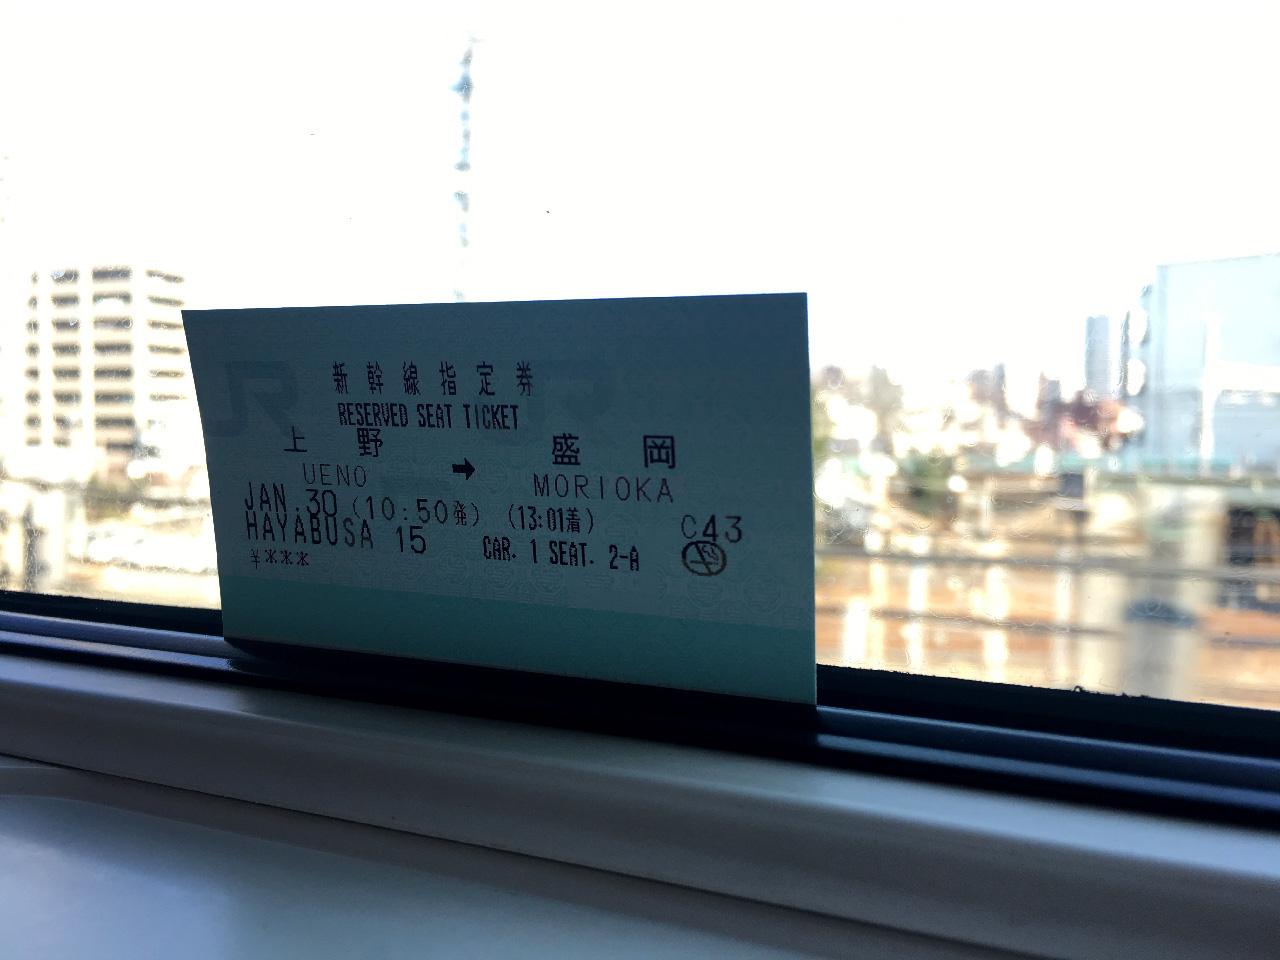 新幹線指定券
RESERVED SEAT TICKET
上野 ➡ 盛岡
UENO MORIOKA
JAN.30 (10:50発) (13:01着) C43
HAYABUSA 15 CAR. 1 SEAT. 2-A
¥***
JR JR